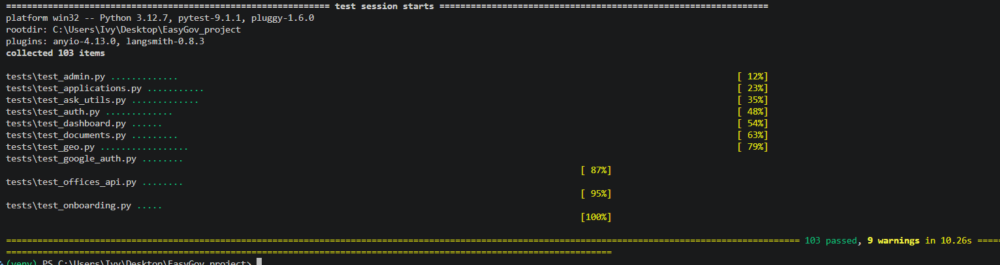 ============================================================== test session starts ===============================================================
platform win32 -- Python 3.12.7, pytest-9.1.1, pluggy-1.6.0
rootdir: C:\Users\Ivy\Desktop\EasyGov_project
plugins: anyio-4.13.0, langsmith-0.8.3
collected 103 items

tests\test_admin.py ............. [ 12%]
tests\test_applications.py ........... [ 23%]
tests\test_ask_utils.py ............. [ 35%]
tests\test_auth.py ............. [ 48%]
tests\test_dashboard.py ...... [ 54%]
tests\test_documents.py ......... [ 63%]
tests\test_geo.py ................. [ 79%]
tests\test_google_auth.py ........
[ 87%]
tests\test_offices_api.py ........
[ 95%]
tests\test_onboarding.py .....
[100%]

======================================================================================================================================================== 103 passed, 9 warnings in 10.26s =====
====================================================================================================================
(venv) PS C:\Users\Ivy\Desktop\EasyGov_project>